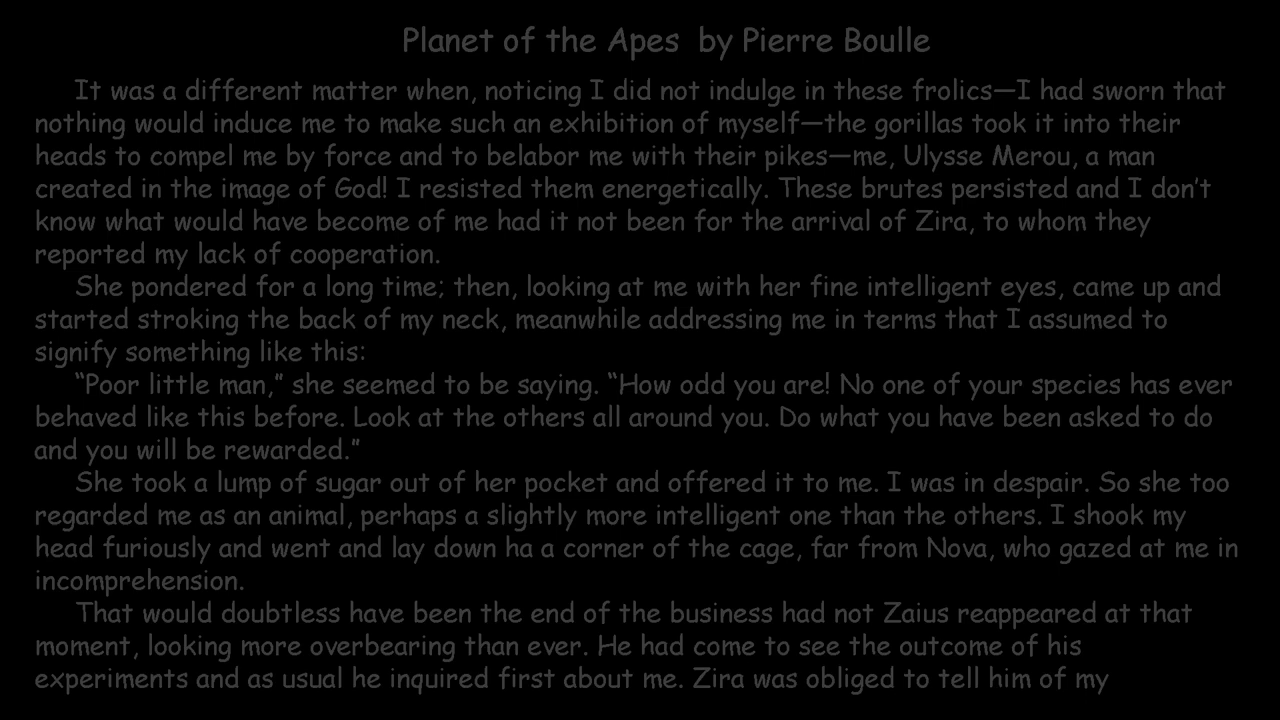 Planet of the Apes by Pierre Boulle
It was a different matter when, noticing I did not indulge in these frolics—I had sworn that
nothing would induce me to make such an exhibition of myself—the gorillas took it into their
heads to compel me by force and to belabor me with their pikes—me, Ulysse Merou, a man
created in the image of God! I resisted them energetically. These brutes persisted and I don’t
know what would have become of me had it not been for the arrival of Zira, to whom they
reported my lack of cooperation.
She pondered for a long time; then, looking at me with her fine intelligent eyes, came up and
started stroking the back of my neck, meanwhile addressing me in terms that I assumed to
signify something like this:
“Poor little man,” she seemed to be saying. “How odd you are! No one of your species has ever
behaved like this before. Look at the others all around you. Do what you have been asked to do
and you will be rewarded.”
She took a lump of sugar out of her pocket and offered it to me. I was in despair. So she too
regarded me as an animal, perhaps a slightly more intelligent one than the others. I shook my
head furiously and went and lay down ha a corner of the cage, far from Nova, who gazed at me in
incomprehension.
That would doubtless have been the end of the business had not Zaius reappeared at that
moment, looking more overbearing than ever. He had come to see the outcome of his
experiments and as usual he inquired first about me. Zira was obliged to tell him of my